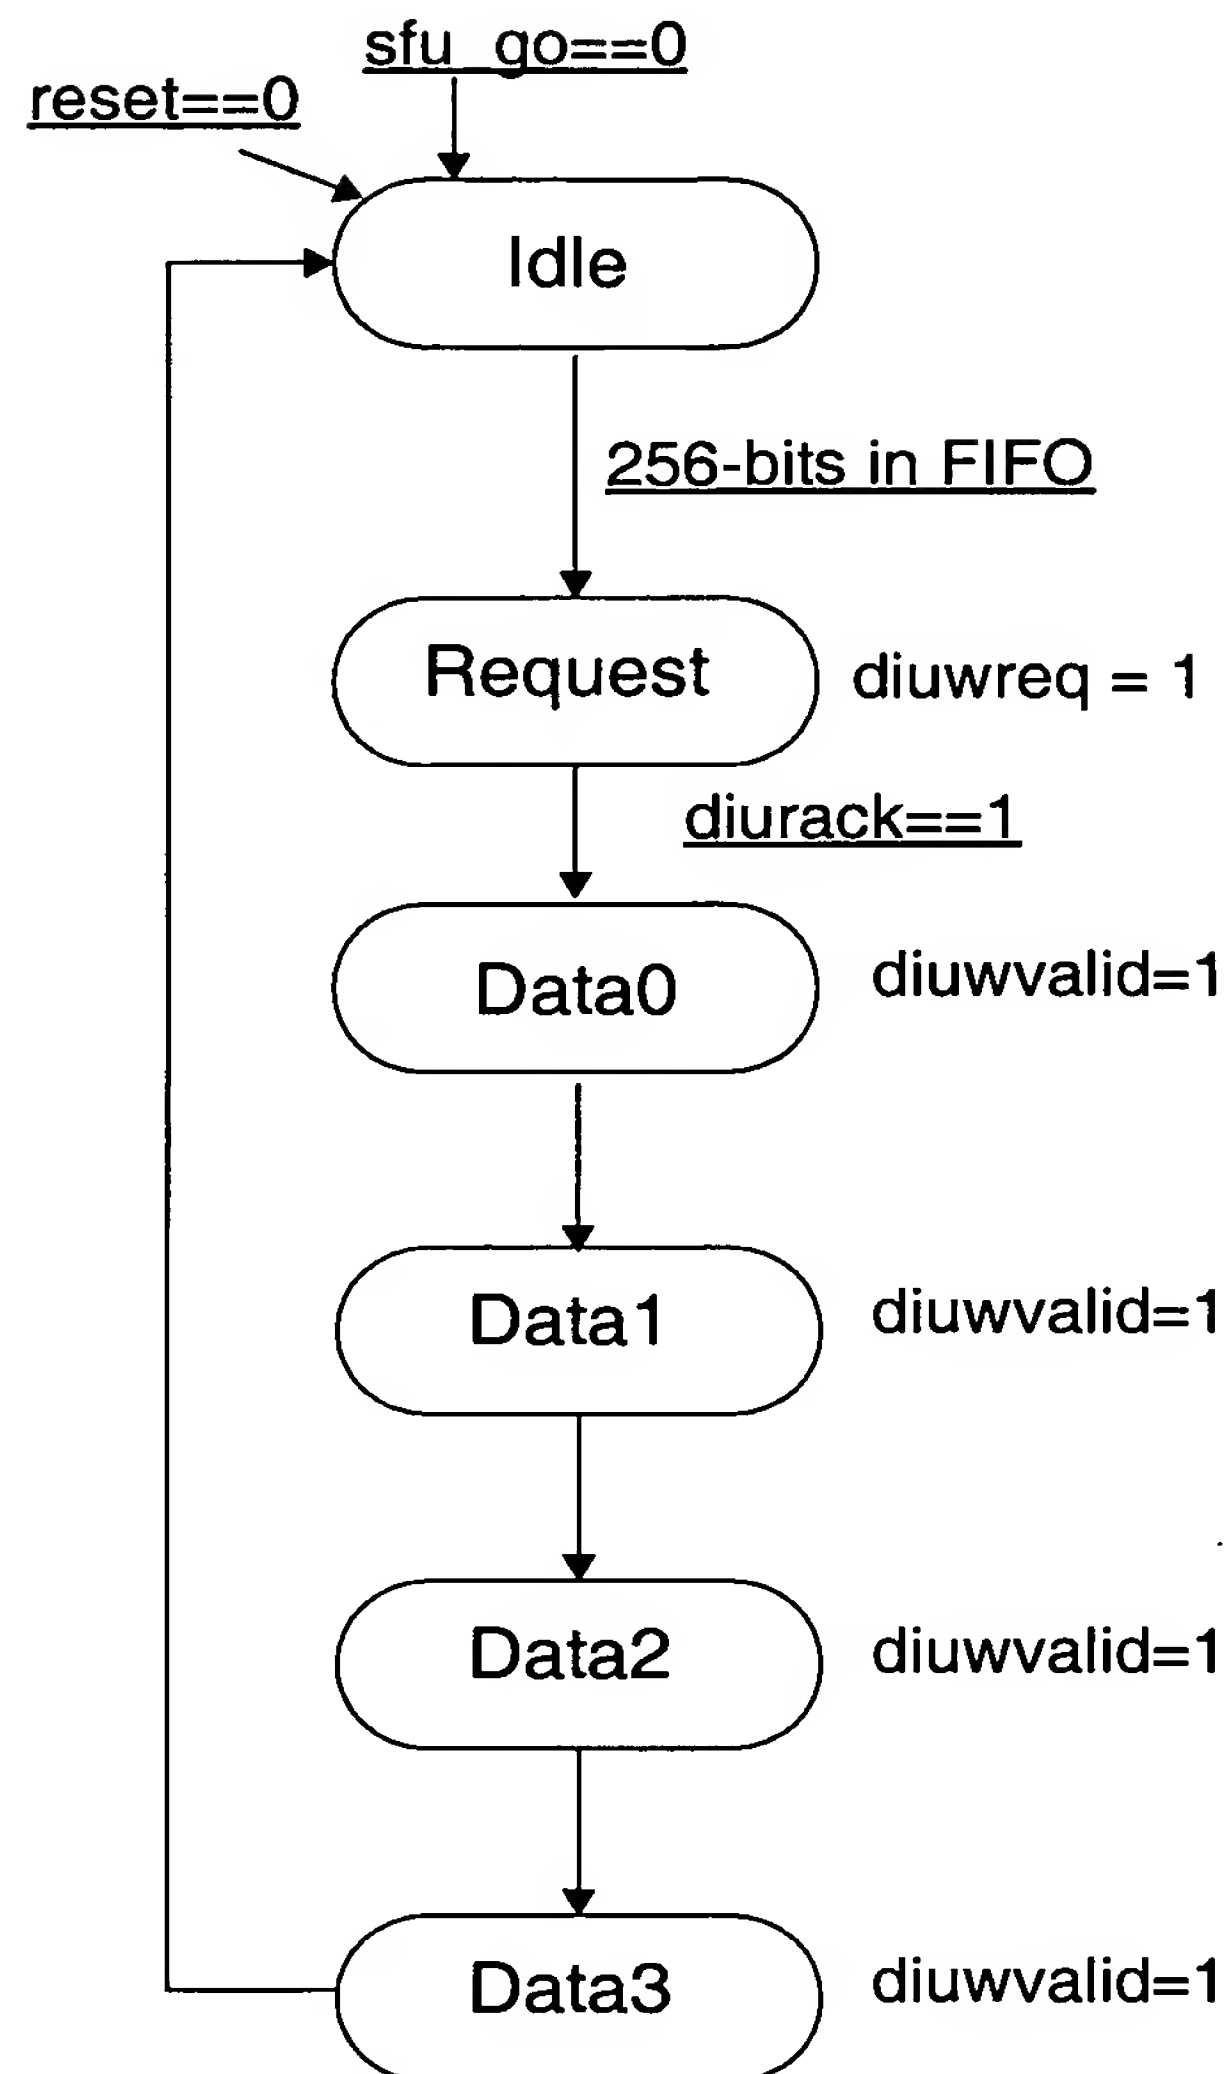 sfu_go==0
reset==0
Idle
256-bits in FIFO
Request
diuwreq = 1
diurack==1
Data0
diuwvalid=1
Data1
diuwvalid=1
Data2
diuwvalid=1
Data3
diuwvalid=1